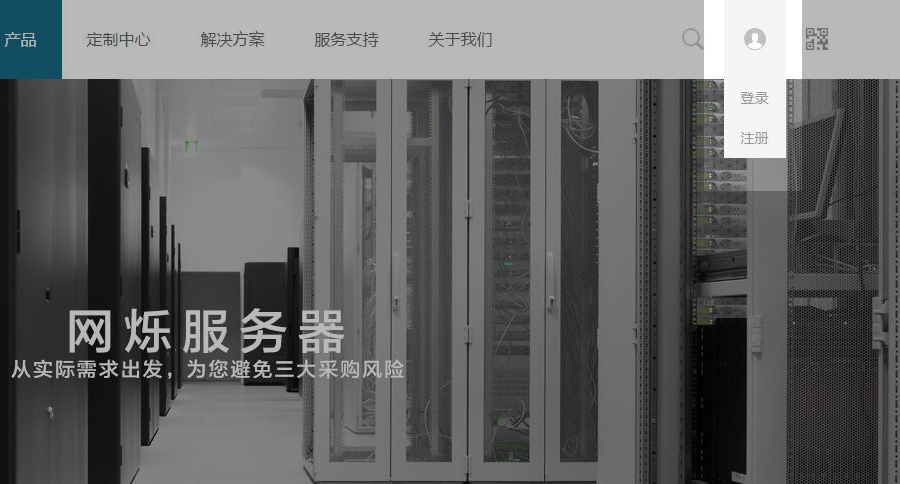 产品 定制中心 解决方案 服务支持 关于我们
登录
注册
网烁服务器
从实际需求出发，为您避免三大采购风险